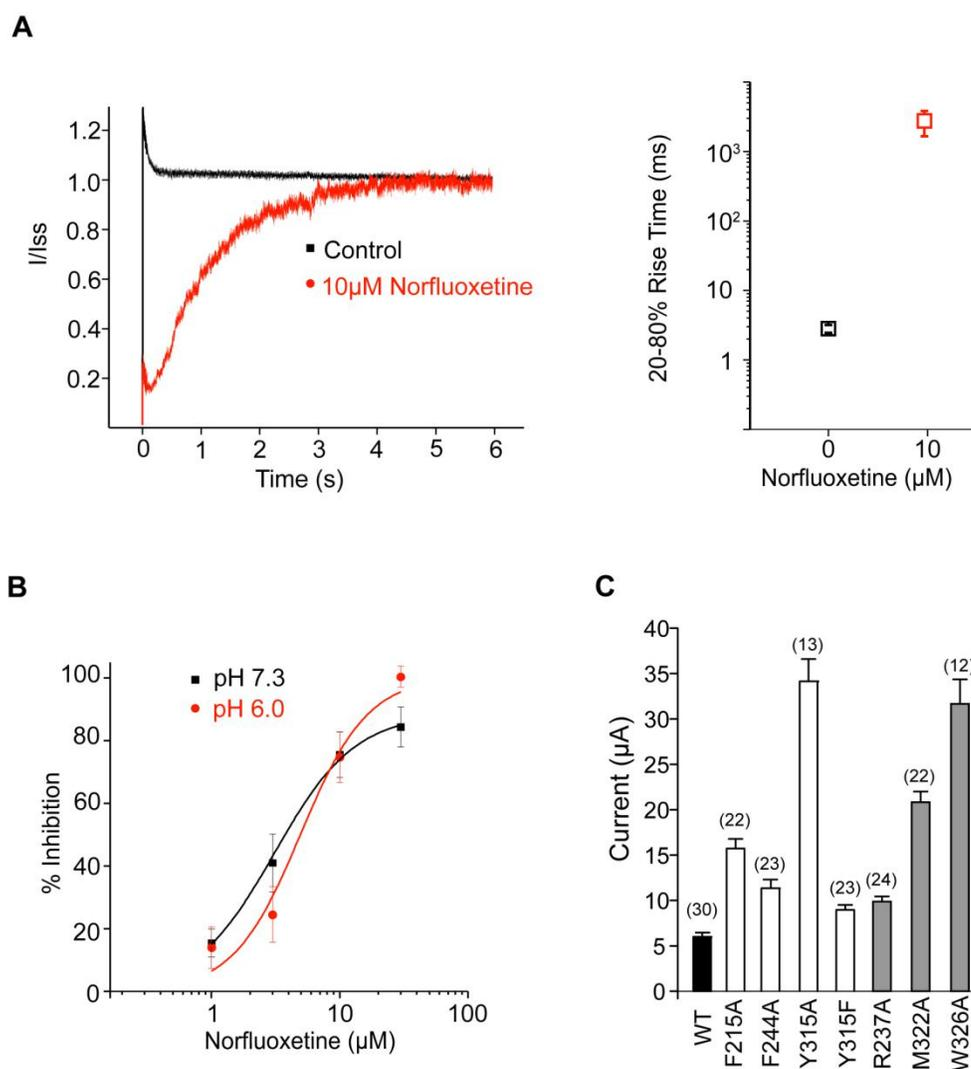 A
I/Iss
1.2
1.0
0.8
0.6
0.4
0.2
Control
10µM Norfluoxetine
0 1 2 3 4 5 6
Time (s)
20-80% Rise Time (ms)
10³
10²
10
1
0 10
Norfluoxetine (µM)
B
% Inhibition
100
80
60
40
20
0
pH 7.3
pH 6.0
1 10 100
Norfluoxetine (µM)
C
Current (µA)
40
35
30
25
20
15
10
5
0
(30) (22) (23) (13) (23) (24) (22) (12)
WT F215A F244A Y315A Y315F R237A M322A W326A